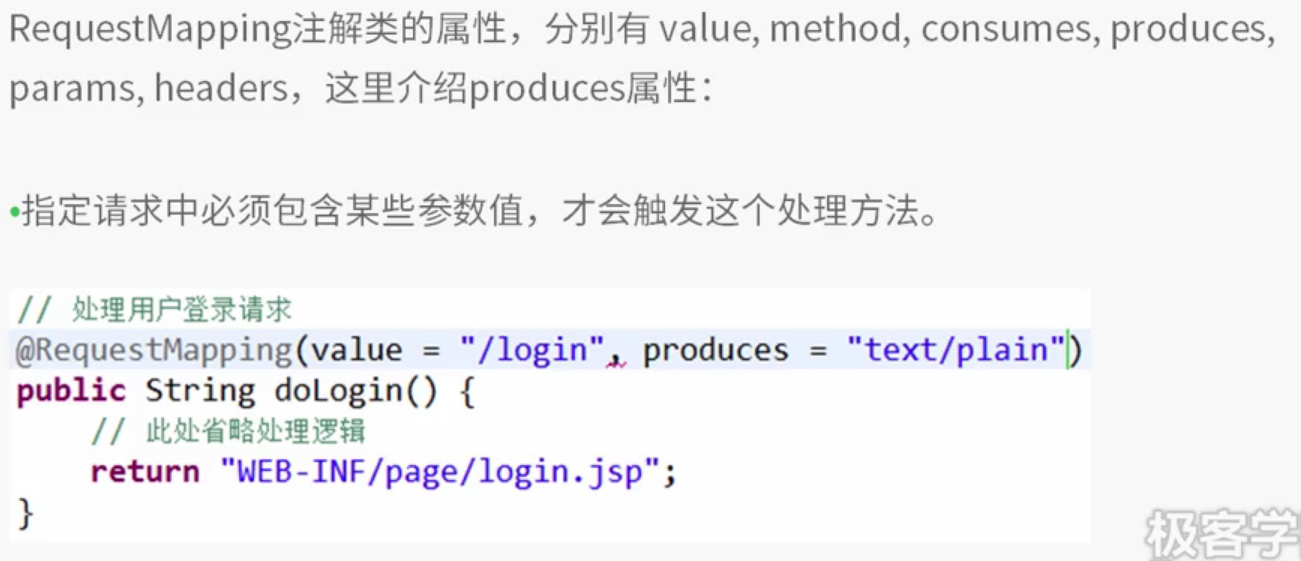 RequestMapping注解类的属性，分别有 value, method, consumes, produces,
params, headers，这里介绍produces属性：
•指定请求中必须包含某些参数值，才会触发这个处理方法。
// 处理用户登录请求
@RequestMapping(value = "/login", produces = "text/plain")
public String doLogin() {
    // 此处省略处理逻辑
    return "WEB-INF/page/login.jsp";
}
极客学